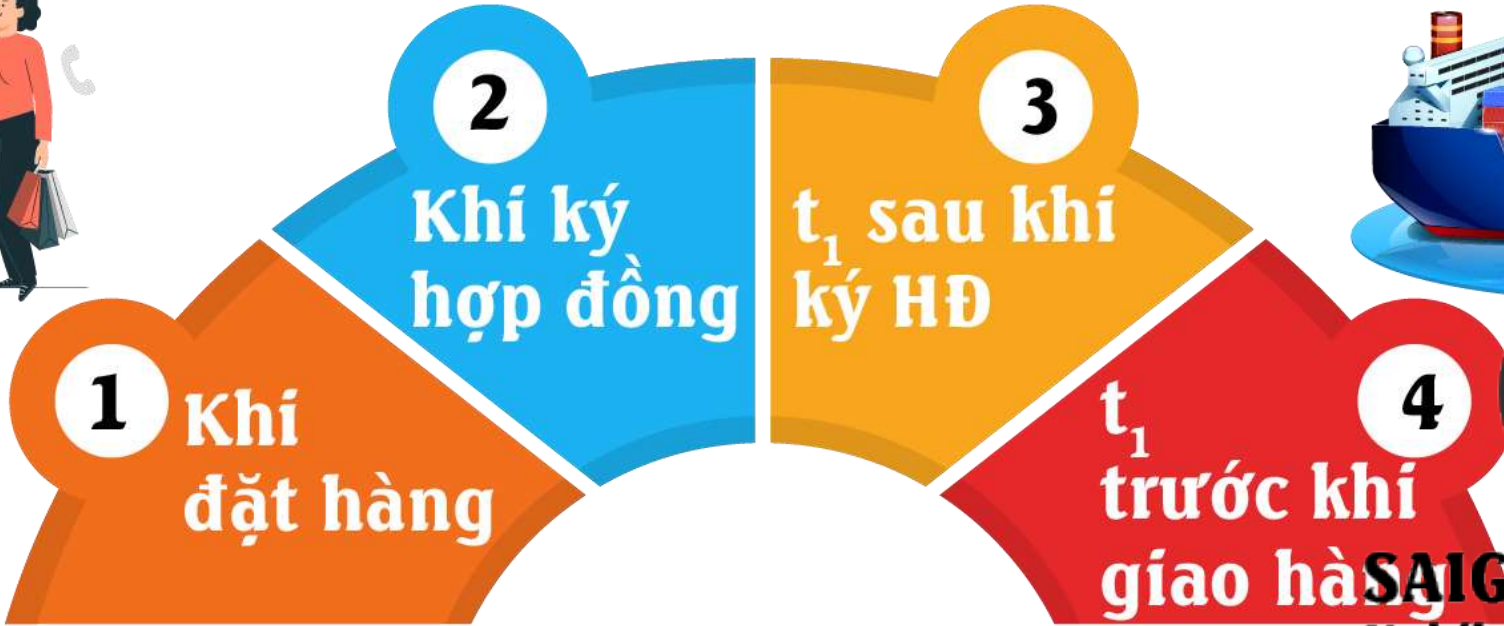 1
Khi
đặt hàng
2
Khi ký
hợp đồng
3
t₁ sau khi
ký HĐ
4
t₁
trước khi
giao hàng
SAIG